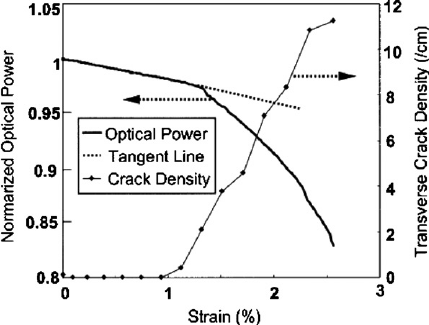 1.05
1
0.95
0.9
0.85
0.8
Normarized Optical Power
Optical Power
Tangent Line
Crack Density
12
10
8
6
4
2
0
Transverse Crack Density (/cm)
0
1
2
3
Strain (%)